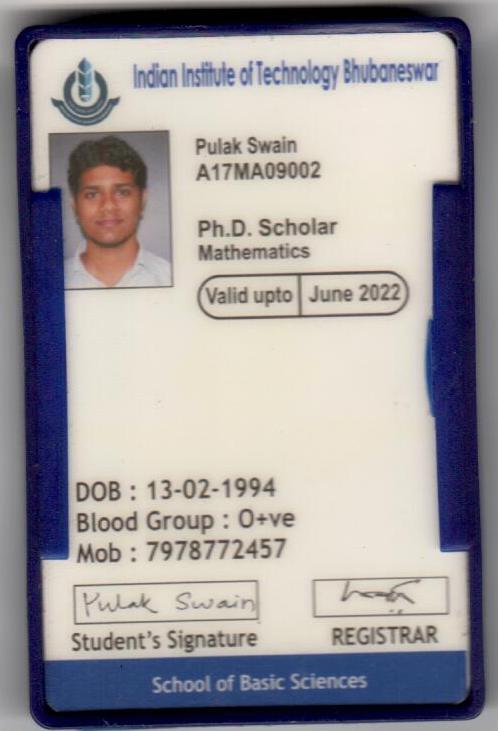 Indian Institute of Technology Bhubaneswar
Pulak Swain
A17MA09002
Ph.D. Scholar
Mathematics
Valid upto June 2022
DOB : 13-02-1994
Blood Group : O+ve
Mob : 7978772457
Pulak Swain
Student's Signature REGISTRAR
School of Basic Sciences